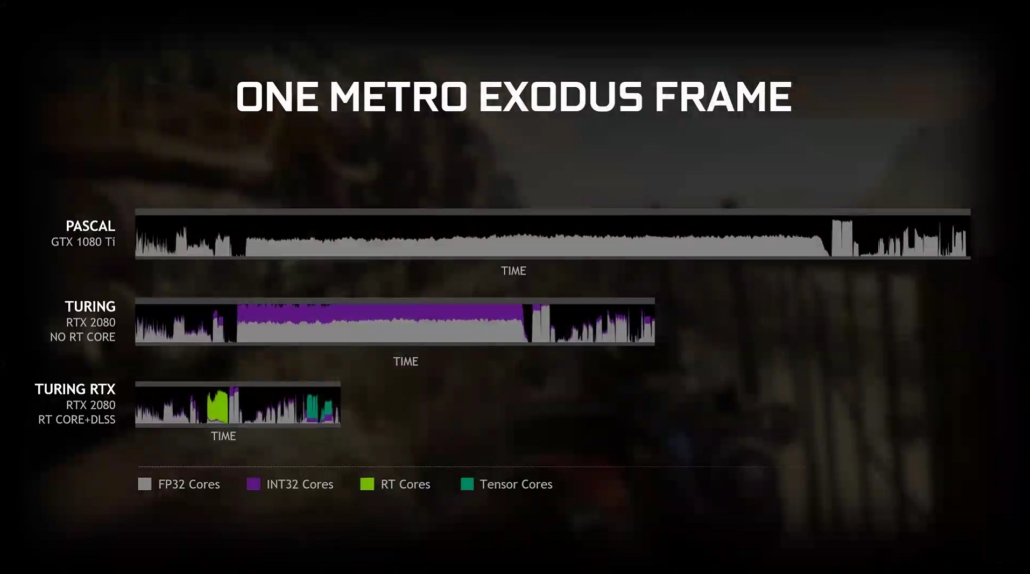 ONE METRO EXODUS FRAME
PASCAL
GTX 1080 Ti
TIME
TURING
RTX 2080
NO RT CORE
TIME
TURING RTX
RTX 2080
RT CORE+DLSS
TIME
FP32 Cores INT32 Cores RT Cores Tensor Cores